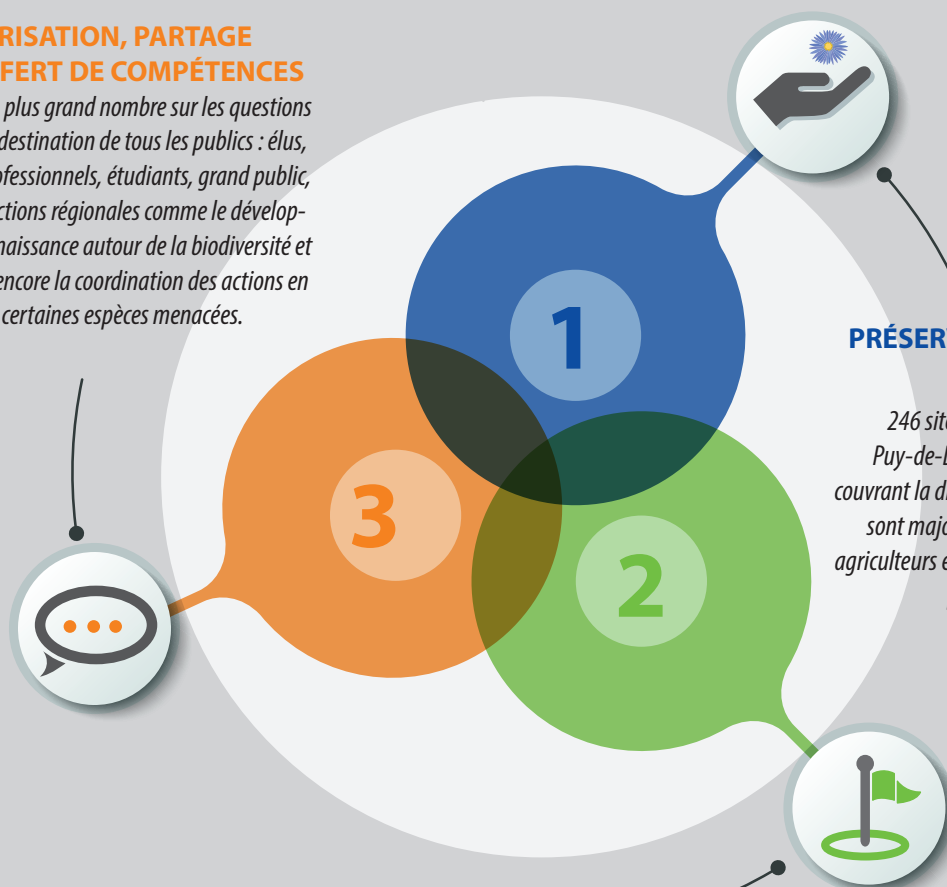 RISATION, PARTAGE
FERT DE COMPÉTENCES
plus grand nombre sur les questions
destination de tous les publics : élus,
ofessionnels, étudiants, grand public,
ctions régionales comme le dévelop-
naissance autour de la biodiversité et
encore la coordination des actions en
certaines espèces menacées.
1
PRÉSER
246 site
Puy-de-
couvrant la d
sont majo
agriculteurs e
3
2